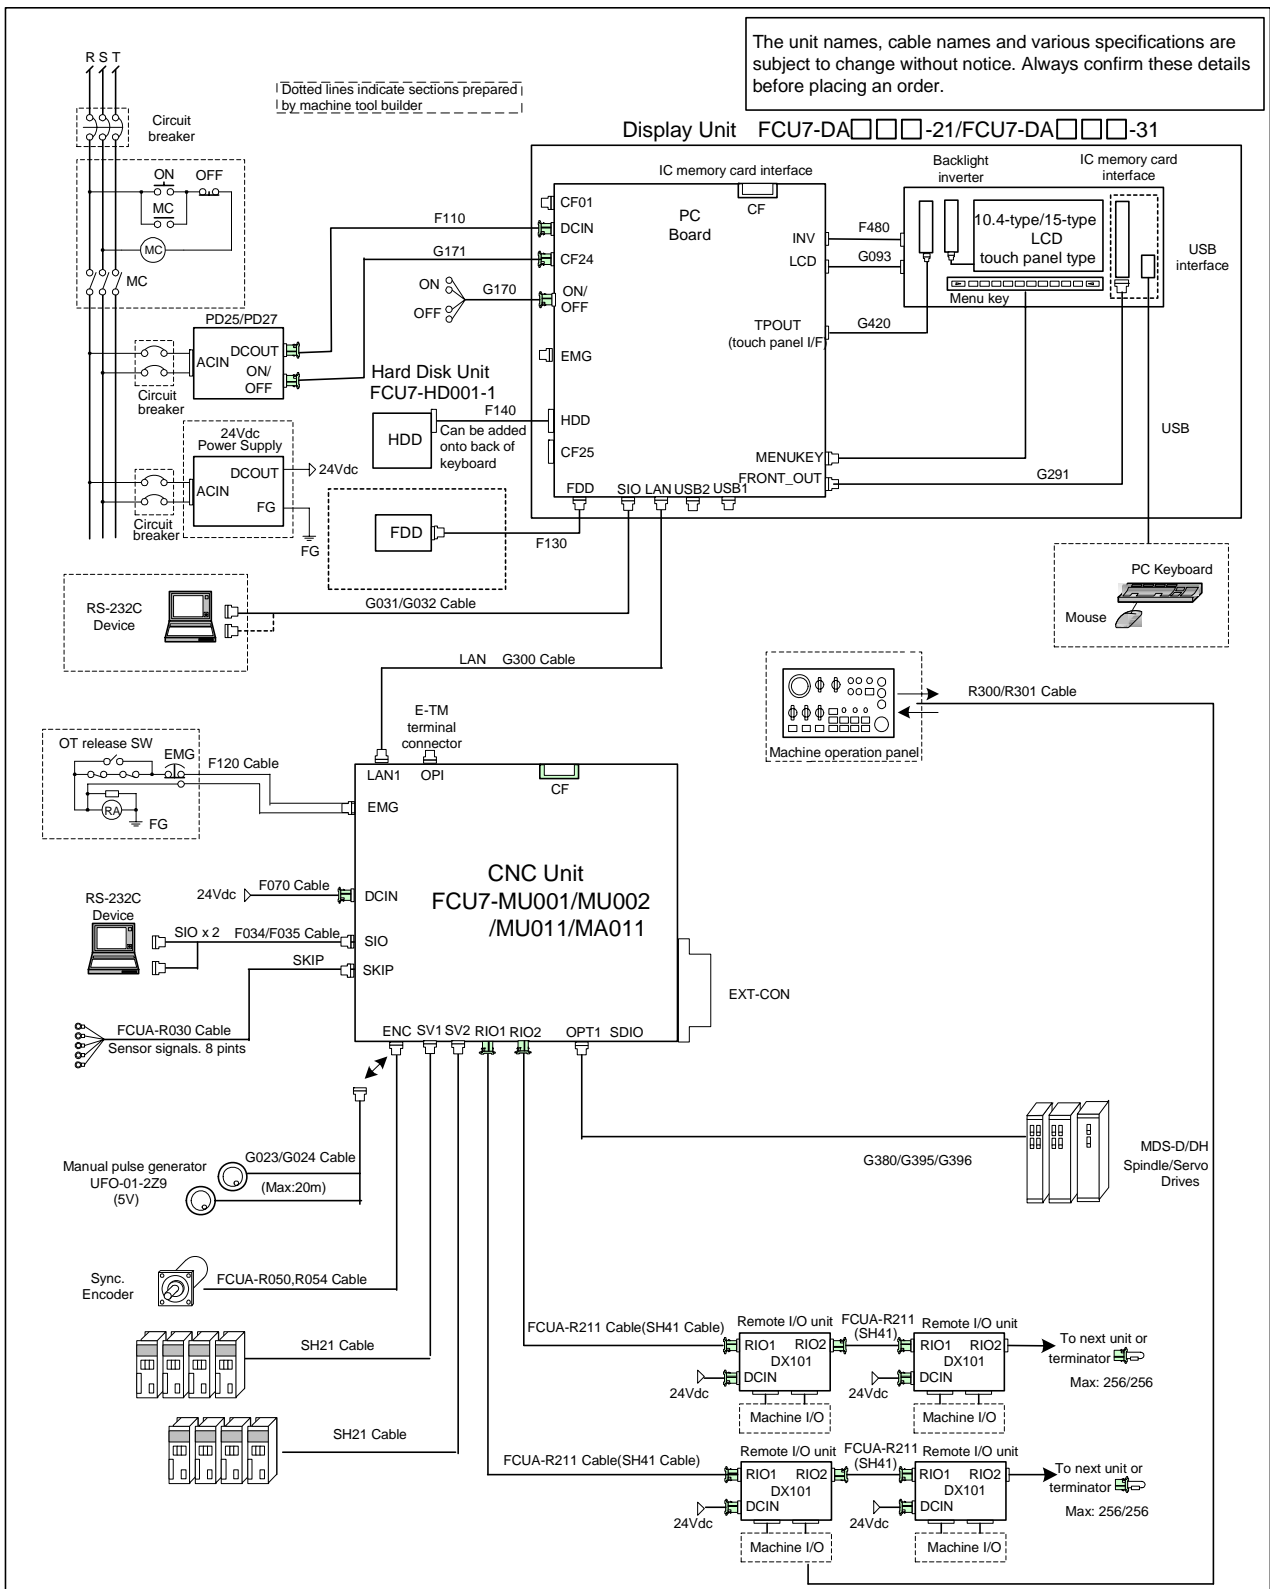 The unit names, cable names and various specifications are
subject to change without notice. Always confirm these details
before placing an order.
R S T
Dotted lines indicate sections prepared
by machine tool builder
Circuit
breaker
Display Unit FCU7-DA□□□-21/FCU7-DA□□□-31
ON
OFF
MC
MC
MC
IC memory card interface
CF
PC
Board
CF01
DCIN
CF24
ON/
OFF
EMG
HDD
CF25
FDD
SIO
LAN
USB2
USB1
INV
LCD
TPOUT
(touch panel I/F)
MENUKEY
FRONT_OUT
Backlight
inverter
IC memory card
interface
10.4-type/15-type
LCD
touch panel type
Menu key
USB
interface
F480
G093
G420
G291
USB
F110
G171
G170
ON
OFF
PD25/PD27
ACIN
DCOUT
ON/
OFF
Circuit
breaker
Hard Disk Unit
FCU7-HD001-1
HDD
F140
Can be added
onto back of
keyboard
24Vdc
Power Supply
DCOUT
ACIN
FG
24Vdc
FG
Circuit
breaker
FDD
F130
PC Keyboard
Mouse
RS-232C
Device
G031/G032 Cable
LAN G300 Cable
R300/R301 Cable
Machine operation panel
E-TM
terminal
connector
OT release SW
EMG
F120 Cable
RA
FG
LAN1
OPI
CF
EMG
CNC Unit
FCU7-MU001/MU002
/MU011/MA011
24Vdc
F070 Cable
DCIN
RS-232C
Device
SIO x 2
F034/F035 Cable
SIO
SKIP
SKIP
EXT-CON
FCUA-R030 Cable
Sensor signals. 8 pints
ENC
SV1
SV2
RIO1
RIO2
OPT1
SDIO
G380/G395/G396
MDS-D/DH
Spindle/Servo
Drives
Manual pulse generator
UFO-01-2Z9
(5V)
G023/G024 Cable
(Max:20m)
Sync.
Encoder
FCUA-R050,R054 Cable
SH21 Cable
SH21 Cable
FCUA-R211 Cable(SH41 Cable)
Remote I/O unit
RIO1
RIO2
DX101
DCIN
24Vdc
Machine I/O
FCUA-R211
(SH41)
Remote I/O unit
RIO1
RIO2
DX101
DCIN
24Vdc
Machine I/O
To next unit or
terminator
Max: 256/256
FCUA-R211 Cable(SH41 Cable)
Remote I/O unit
RIO1
RIO2
DX101
DCIN
24Vdc
Machine I/O
FCUA-R211
(SH41)
Remote I/O unit
RIO1
RIO2
DX101
DCIN
24Vdc
Machine I/O
To next unit or
terminator
Max: 256/256